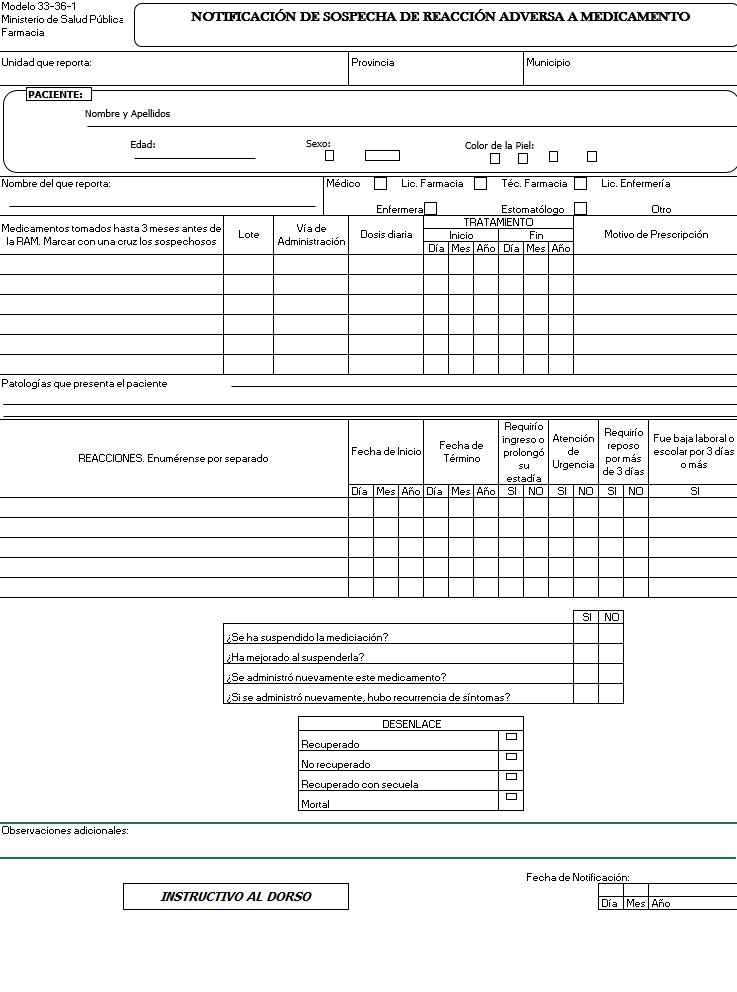 Modelo 33-36-1
Ministerio de Salud Pública
Farmacia
NOTIFICACIÓN DE SOSPECHA DE REACCIÓN ADVERSA A MEDICAMENTO
Unidad que reporta:
Provincia
Municipio
PACIENTE:
Nombre y Apellidos
Edad:
Sexo:
Color de la Piel:
Nombre del que reporta:
Médico
Lic. Farmacia
Téc. Farmacia
Lic. Enfermería
Enfermera
Estomatólogo
Otro
Medicamentos tomados hasta 3 meses antes de
la RAM. Marcar con una cruz los sospechosos
Lote
Vía de
Administración
Dosis diaria
TRATAMIENTO
Inicio
Fin
Día Mes Año Día Mes Año
Motivo de Prescripción
Patologías que presenta el paciente
REACCIONES. Enumérense por separado
Fecha de Inicio
Fecha de
Término
Requirío
ingreso o
prolongó
su
estadía
Atención
de
Urgencia
Requirío
reposo
por más
de 3 días
Fue baja laboral o
escolar por 3 días
o más
Día Mes Año Día Mes Año SI NO SI NO SI NO SI
SI NO
¿Se ha suspendido la mediciación?
¿Ha mejorado al suspenderla?
¿Se administró nuevamente este medicamento?
¿Si se administró nuevamente, hubo recurrencia de síntomas?
DESENLACE
Recuperado
No recuperado
Recuperado con secuela
Mortal
Observaciones adicionales:
Fecha de Notificación:
INSTRUCTIVO AL DORSO
Día Mes Año